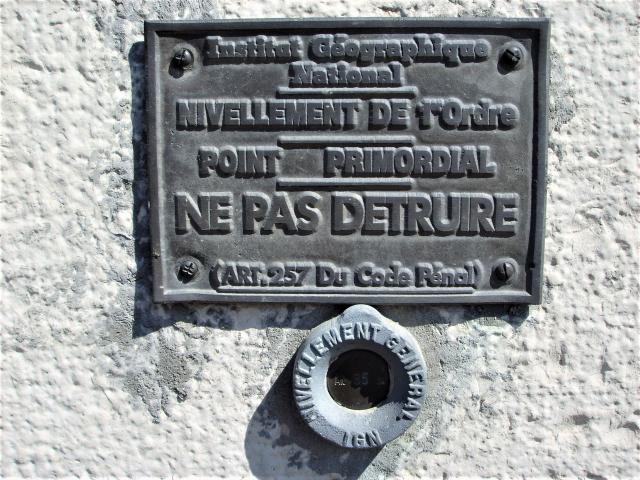 Institut Géographique
National
NIVELLEMENT DE 1er Ordre
POINT PRIMORDIAL
NE PAS DETRUIRE
(ART. 257 Du Code Pénal)
NIVELLEMENT GENERAL
IGN